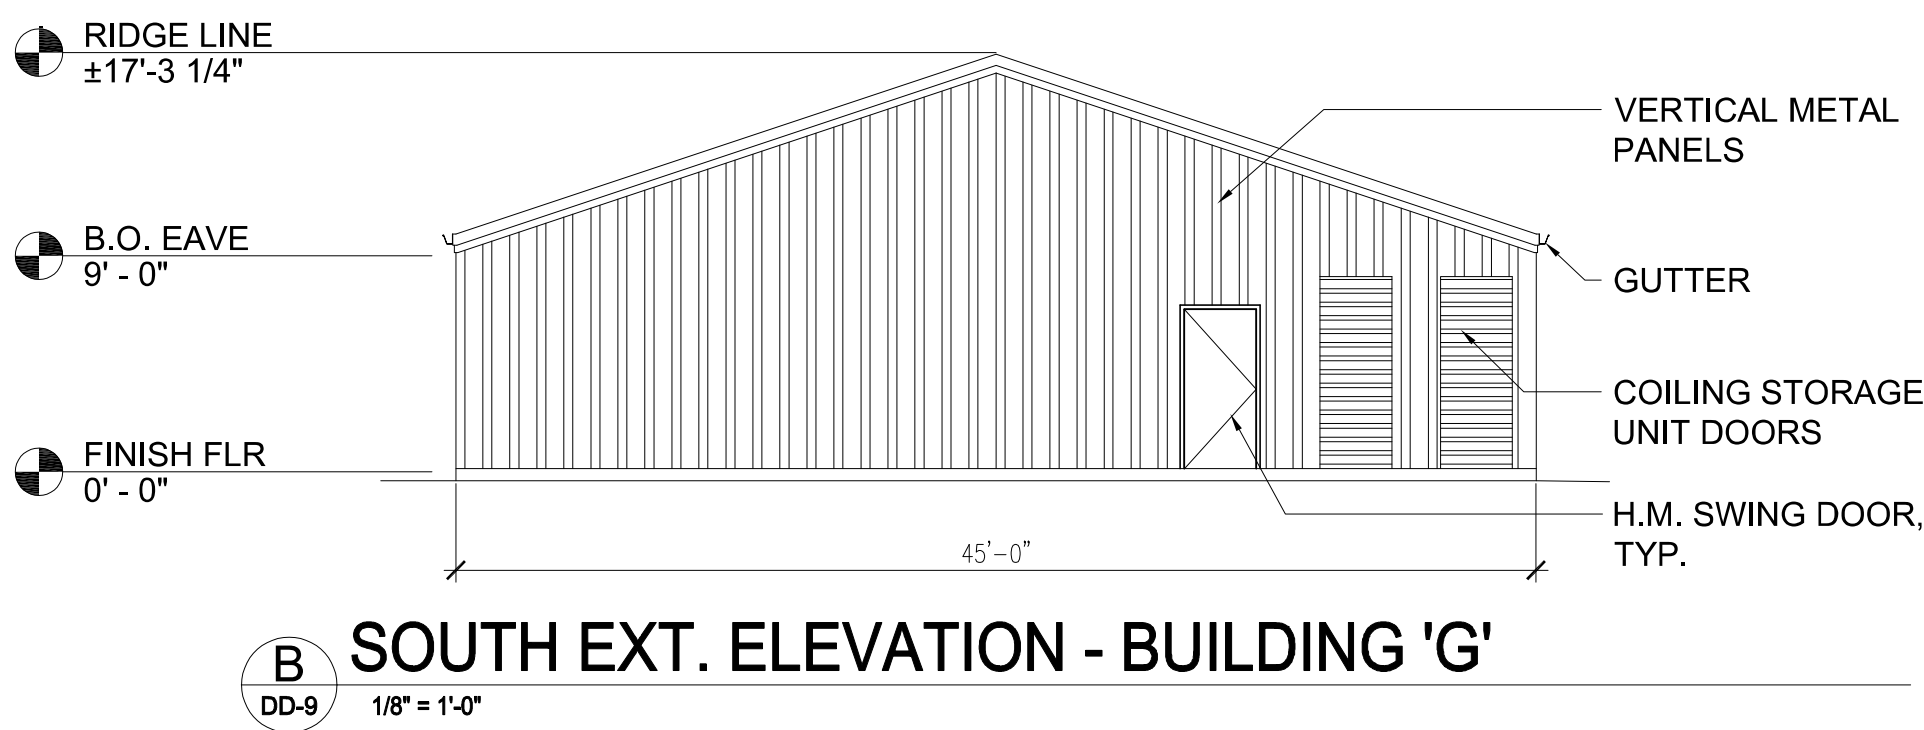 RIDGE LINE
±17'-3 1/4"
VERTICAL METAL
PANELS
B.O. EAVE
9' - 0"
GUTTER
COILING STORAGE
UNIT DOORS
FINISH FLR
0' - 0"
H.M. SWING DOOR,
TYP.
45'-0"
B
DD-9
SOUTH EXT. ELEVATION - BUILDING 'G'
1/8" = 1'-0"